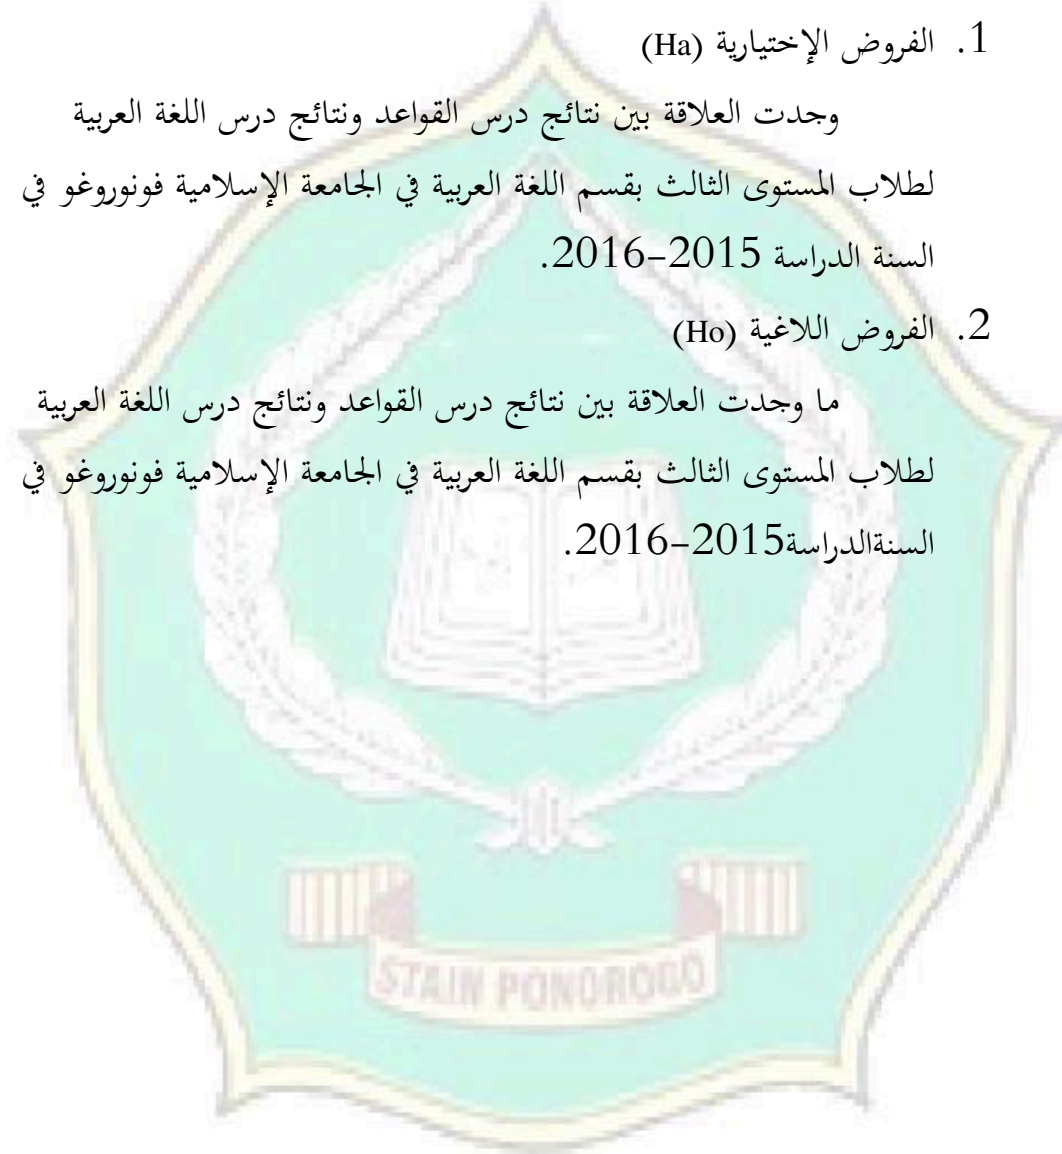 1. الفروض الإختيارية (Ha)
وجدت العلاقة بين نتائج درس القواعد ونتائج درس اللغة العربية
لطلاب المستوى الثالث بقسم اللغة العربية في الجامعة الإسلامية فونوروغو في
السنة الدراسة 2015-2016.
2. الفروض اللاغية (Ho)
ما وجدت العلاقة بين نتائج درس القواعد ونتائج درس اللغة العربية
لطلاب المستوى الثالث بقسم اللغة العربية في الجامعة الإسلامية فونوروغو في
السنةالدراسة2015-2016.
STAIN PONOROGO